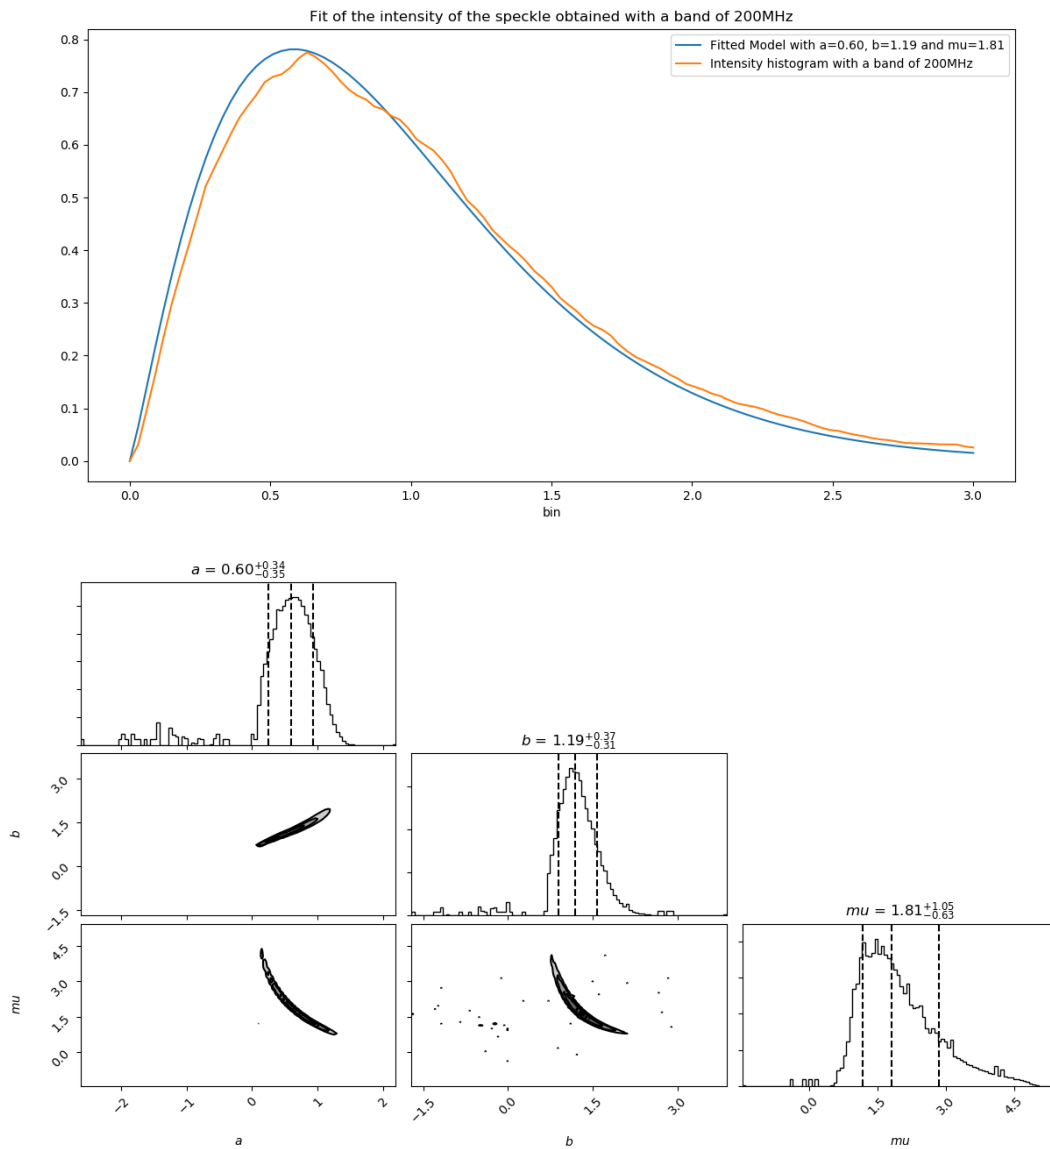 Fit of the intensity of the speckle obtained with a band of 200MHz
0.8
0.7
0.6
0.5
0.4
0.3
0.2
0.1
0.0
Fitted Model with a=0.60, b=1.19 and mu=1.81
Intensity histogram with a band of 200MHz
0.0 0.5 1.0 1.5 2.0 2.5 3.0
bin
a = 0.60+0.34−0.35
b = 1.19+0.37−0.31
b
3.0
1.5
0.0
−1.5
mu = 1.81+1.05−0.63
mu
4.5
3.0
1.5
0.0
−2 −1 0 1 2
−1.5 0.0 1.5 3.0
0.0 1.5 3.0 4.5
a b mu